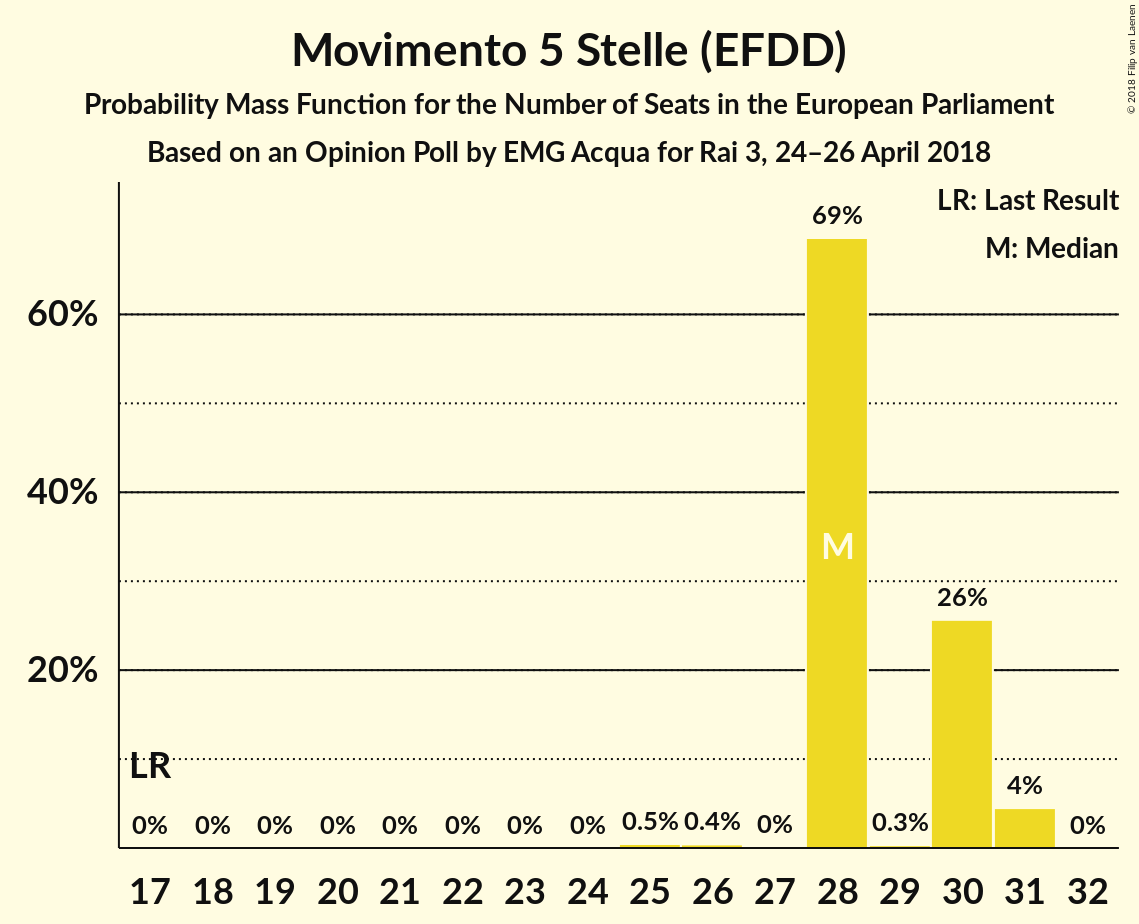 Movimento 5 Stelle (EFDD)
Probability Mass Function for the Number of Seats in the European Parliament
Based on an Opinion Poll by EMG Acqua for Rai 3, 24–26 April 2018
© 2018 Filip van Laenen
LR: Last Result
M: Median
69%
60%
40%
M
26%
20%
LR
4%
0% 0% 0% 0% 0% 0% 0% 0% 0.5% 0.4% 0% 0.3% 0%
17 18 19 20 21 22 23 24 25 26 27 28 29 30 31 32